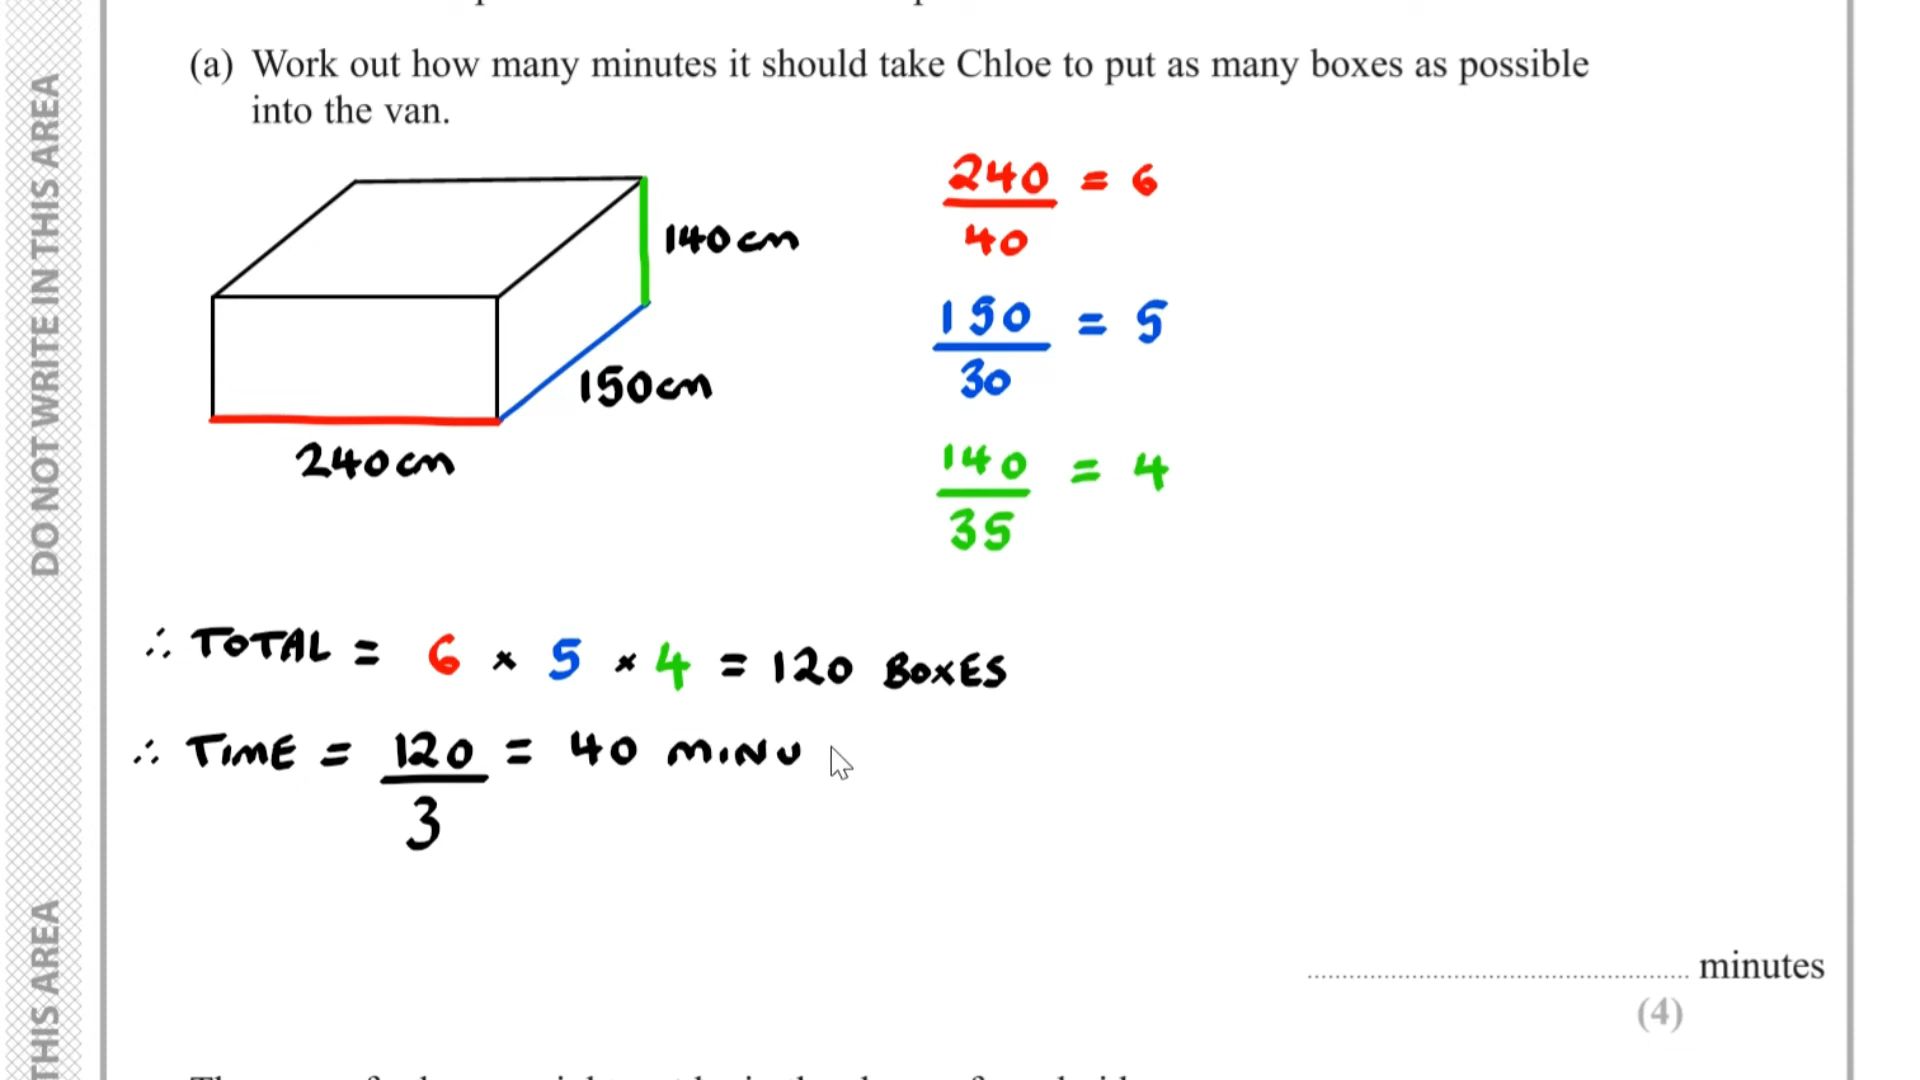 (a) Work out how many minutes it should take Chloe to put as many boxes as possible
into the van.
140cm
150cm
240cm
240 = 6
40
150 = 5
30
140 = 4
35
∴ TOTAL = 6 × 5 × 4 = 120 BOXES
∴ TIME = 120 = 40 MINU
3
minutes
(4)
DO NOT WRITE IN THIS AREA
THIS AREA